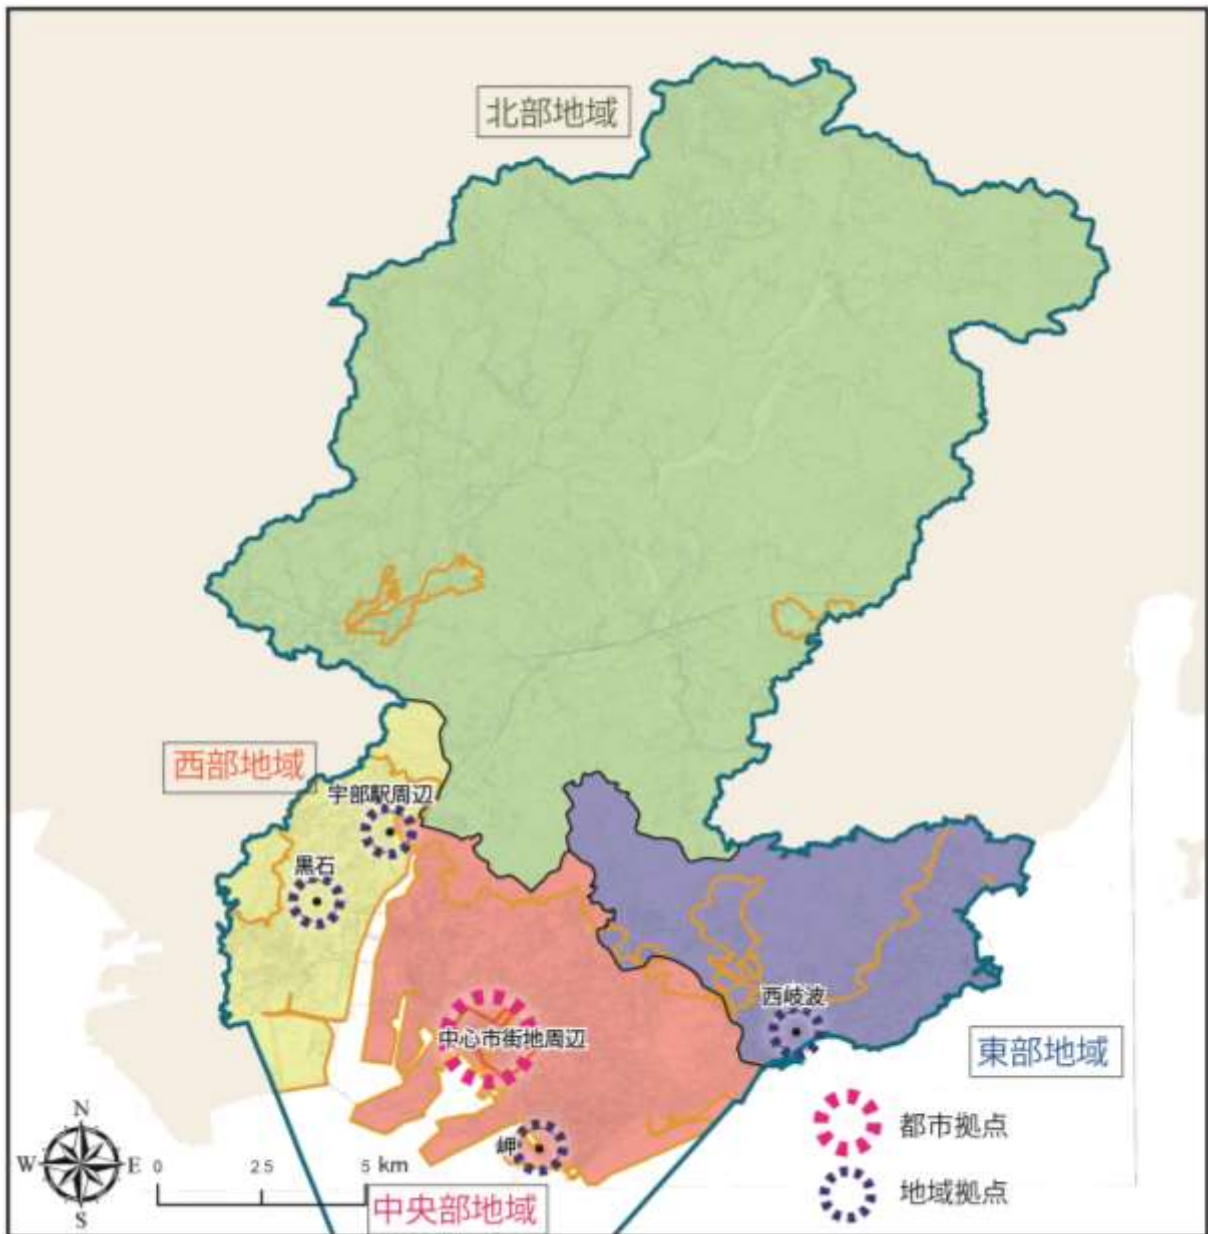 北部地域
西部地域
宇部駅周辺
黒石
西岐波
中心市街地周辺
東部地域
都市拠点
岬
地域拠点
N
W
E
S
0
2.5
5 km
中央部地域